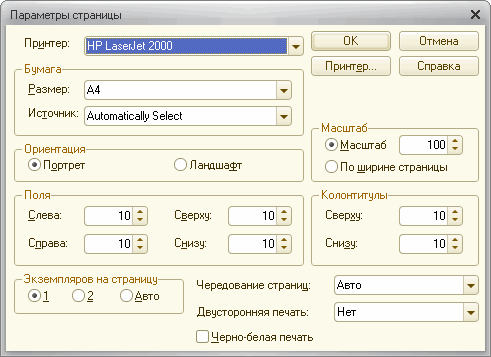 Параметры страницы
Принтер: HP LaserJet 2000 OK Отмена
Бумага Принтер... Справка
Размер: A4
Источник: Automatically Select
Масштаб
Масштаб 100
По ширине страницы
Ориентация
Портрет Ландшафт
Поля Колонтитулы
Слева: 10 Сверху: 10 Сверху: 10
Справа: 10 Снизу: 10 Снизу: 10
Экземпляров на страницу
1 2 Авто
Чередование страниц: Авто
Двусторонняя печать: Нет
Черно-белая печать